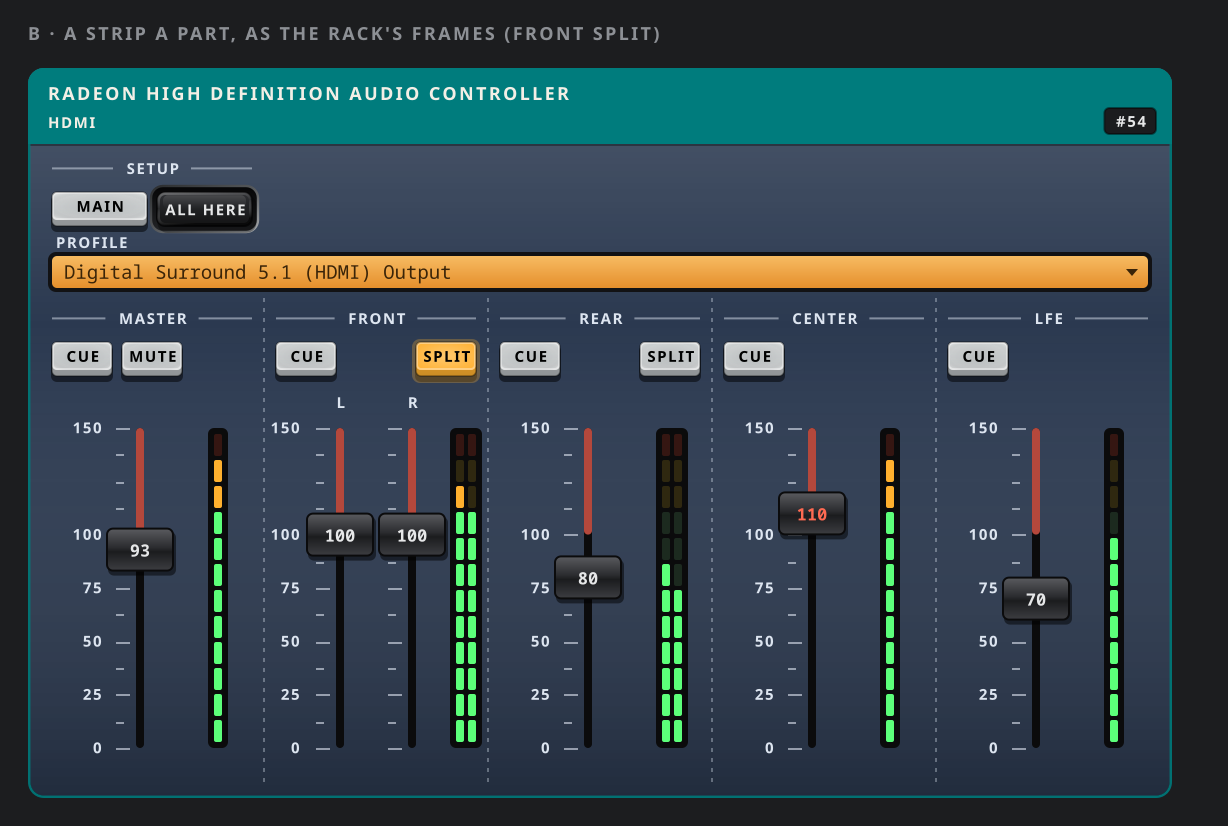 B · A STRIP A PART, AS THE RACK'S FRAMES (FRONT SPLIT)
RADEON HIGH DEFINITION AUDIO CONTROLLER
HDMI
#54
SETUP
MAIN ALL HERE
PROFILE
Digital Surround 5.1 (HDMI) Output
MASTER FRONT REAR CENTER LFE
CUE MUTE CUE SPLIT CUE SPLIT CUE CUE
L R
150 150 150 150 150
110
100 100 100 100 100
100 100
93
75 75 75 75 75
80
70
50 50 50 50 50
25 25 25 25 25
0 0 0 0 0